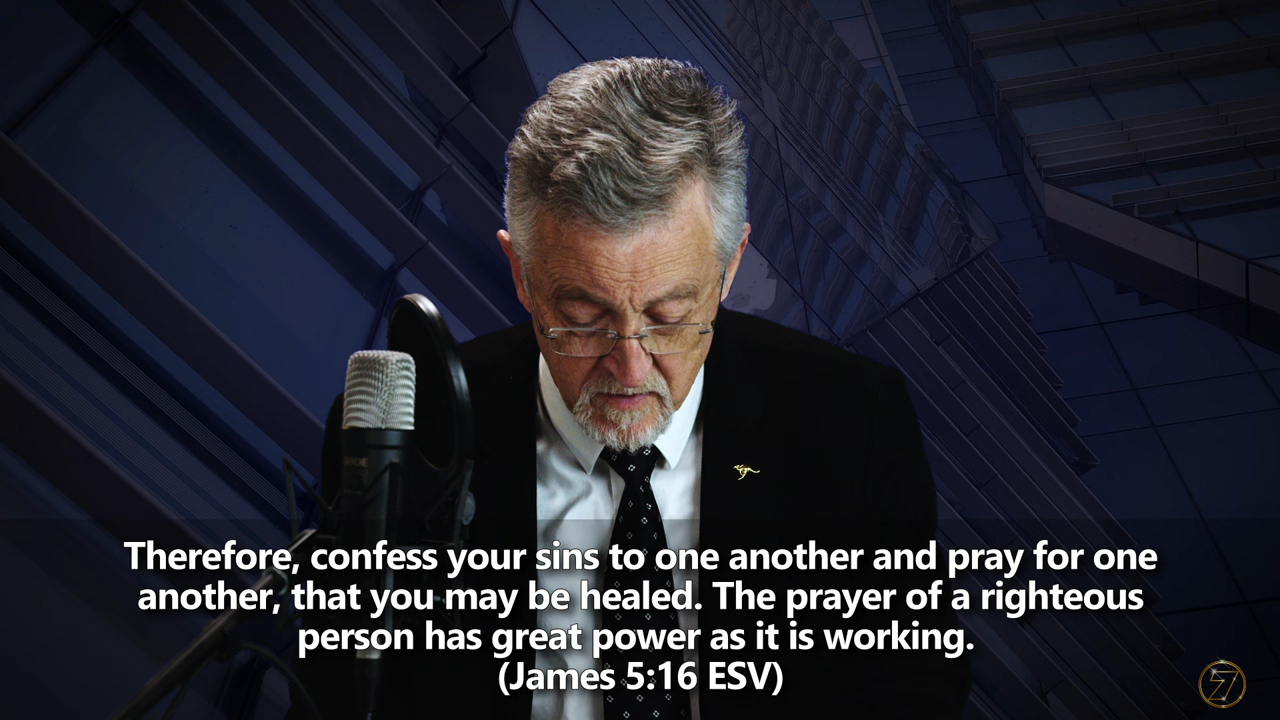 Therefore, confess your sins to one another and pray for one
another, that you may be healed. The prayer of a righteous
person has great power as it is working.
(James 5:16 ESV)